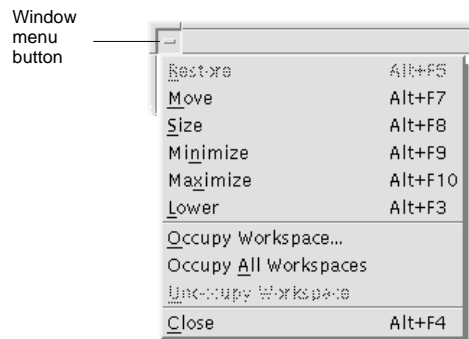 Window
menu
button
Restore Alt+F5
Move Alt+F7
Size Alt+F8
Minimize Alt+F9
Maximize Alt+F10
Lower Alt+F3
Occupy Workspace...
Occupy All Workspaces
Unoccupy Workspace
Close Alt+F4